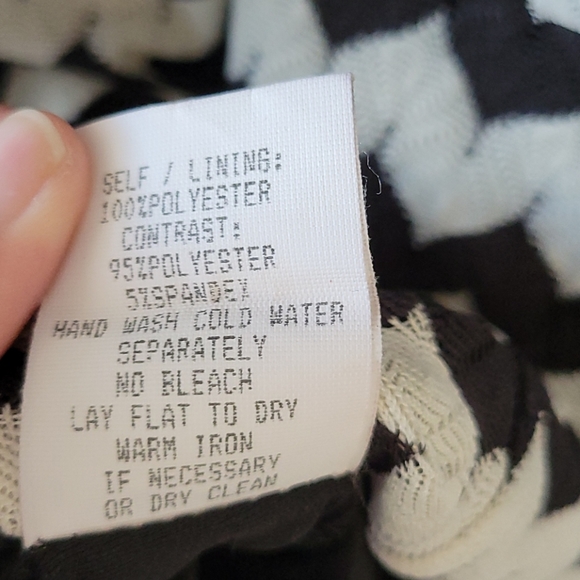 SELF / LINING:
100%POLYESTER
CONTRAST:
95%POLYESTER
5%SPANDEX
HAND WASH COLD WATER
SEPARATELY
NO BLEACH
LAY FLAT TO DRY
WARM IRON
IF NECESSARY
OR DRY CLEAN